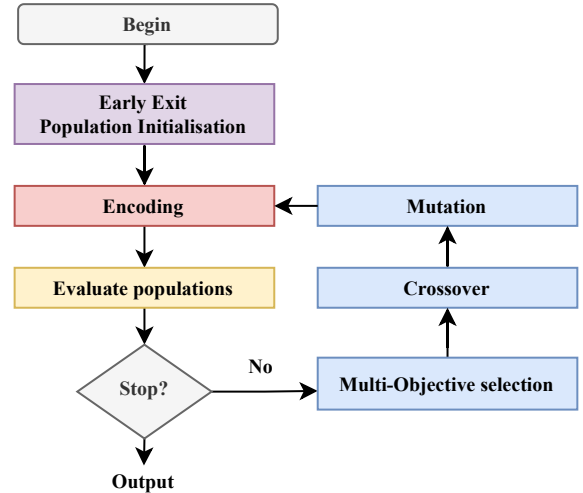 Begin
Early Exit
Population Initialisation
Encoding
Mutation
Evaluate populations
Crossover
Stop?
No
Multi-Objective selection
Output